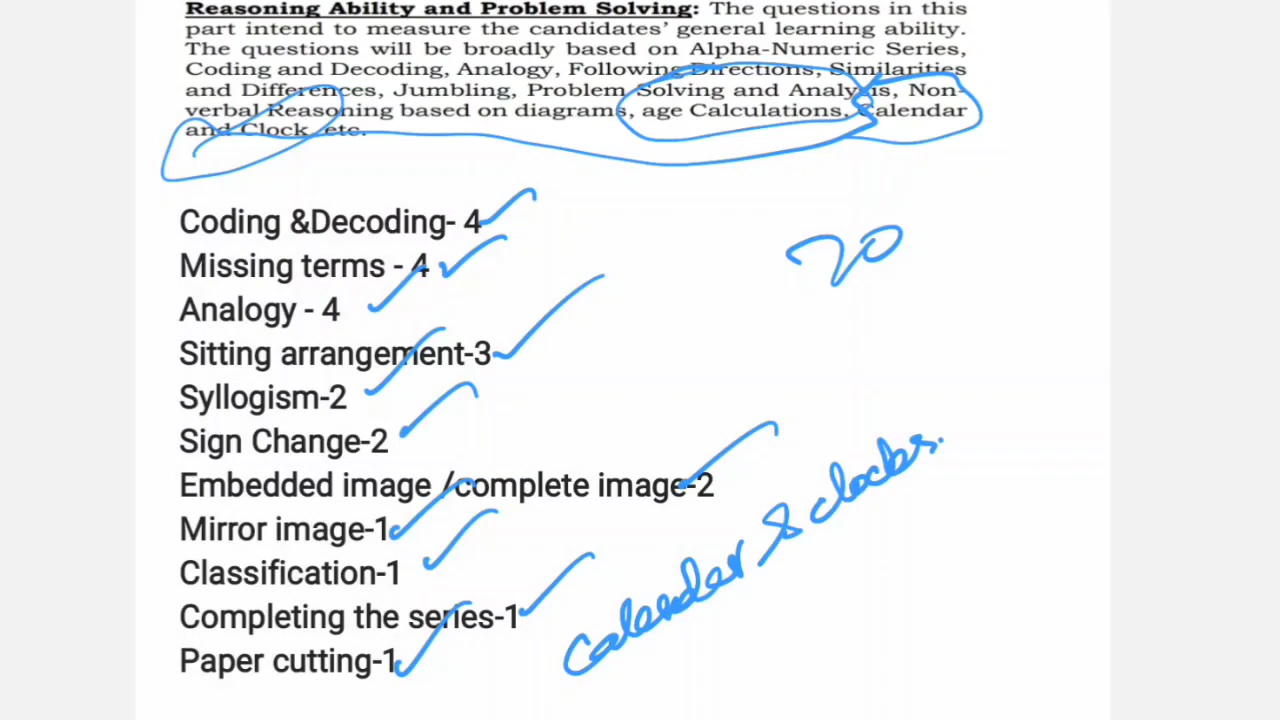 Reasoning Ability and Problem Solving: The questions in this
part intend to measure the candidates' general learning ability.
The questions will be broadly based on Alpha-Numeric Series,
Coding and Decoding, Analogy, Following Directions, Similarities
and Differences, Jumbling, Problem Solving and Analysis, Non-
verbal Reasoning based on diagrams, age Calculations, Calendar
and Clock, etc.
Coding &Decoding- 4
Missing terms - 4
20
Analogy - 4
Sitting arrangement-3
Syllogism-2
Sign Change-2
Embedded image /complete image-2
Mirror image-1
Classification-1
Completing the series-1
Paper cutting-1
calender & clocks.